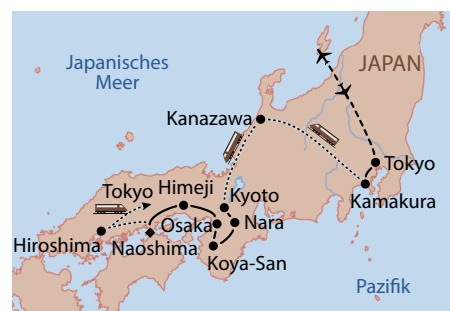 Japanisches
Meer
JAPAN
Kanazawa
Tokyo
Kamakura
Tokyo
Himeji
Kyoto
Hiroshima
Naoshima
Osaka
Nara
Koya-San
Pazifik